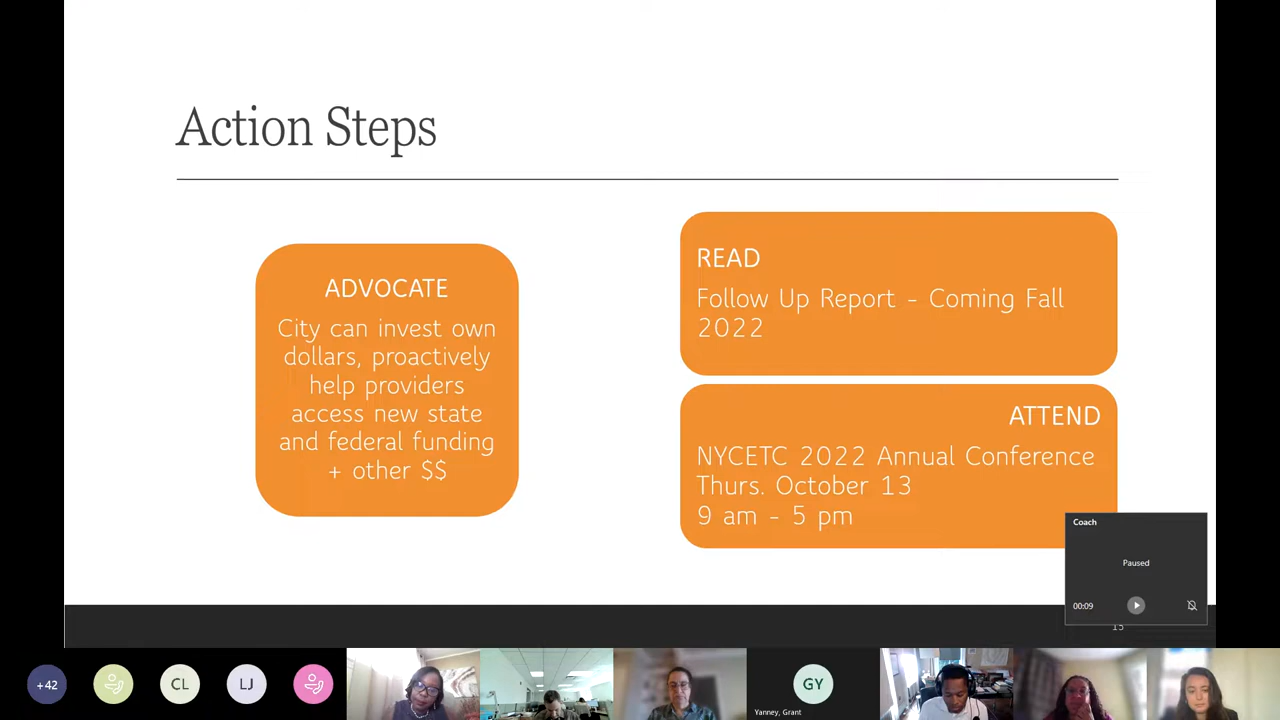 Action Steps
ADVOCATE
City can invest own
dollars, proactively
help providers
access new state
and federal funding
+ other $$
READ
Follow Up Report - Coming Fall
2022
ATTEND
NYCETC 2022 Annual Conference
Thurs. October 13
9 am - 5 pm
Coach
Paused
00:09
+42
CL
LJ
GY
Yanney, Grant